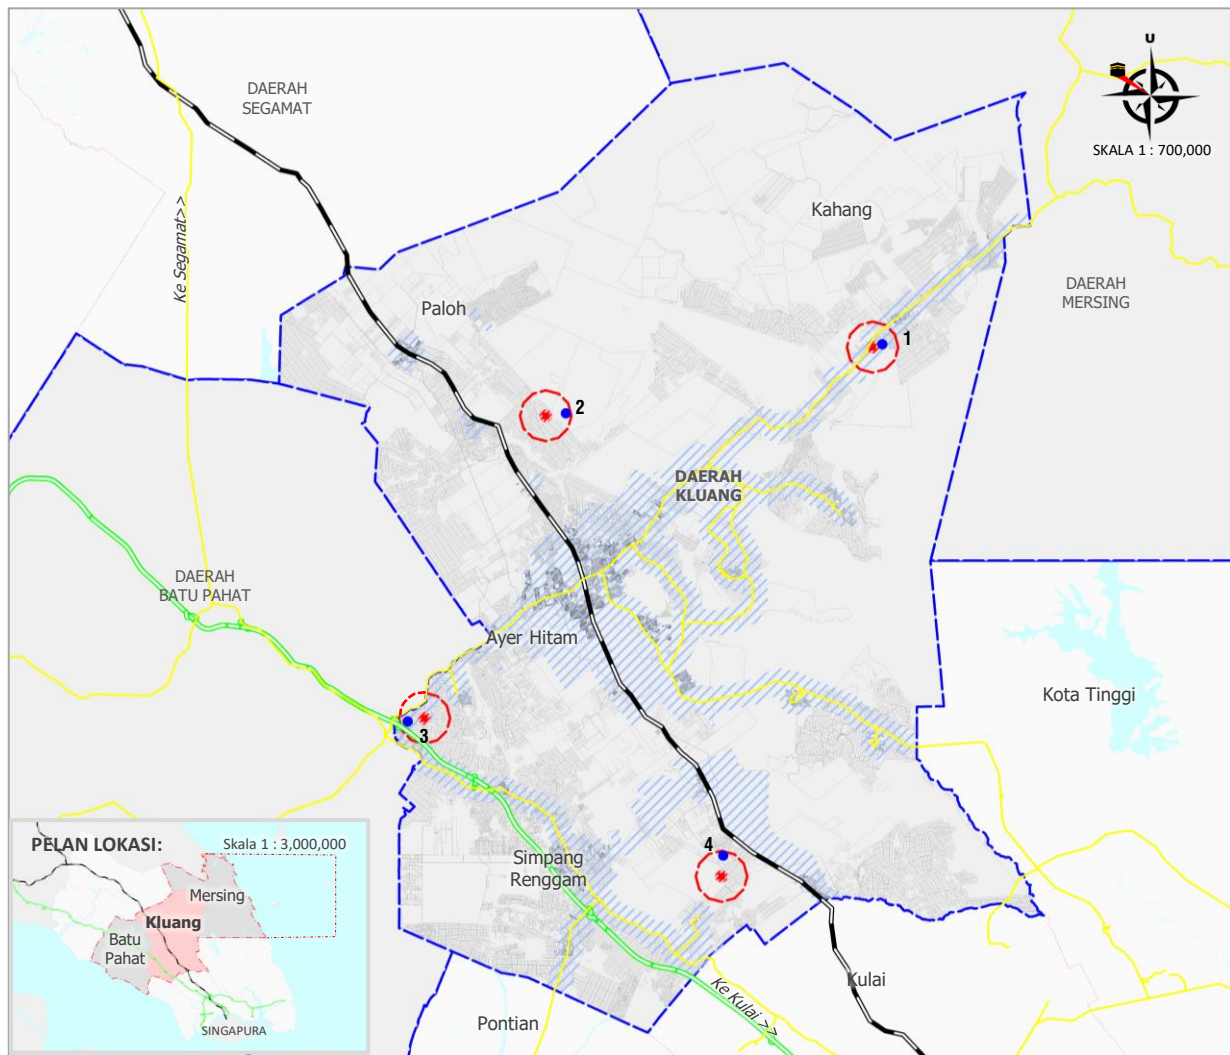 DAERAH
SEGAMAT
U
SKALA 1 : 700,000
Kahang
Ke Segamat>>
DAERAH
MERSING
Paloh
1
2
DAERAH
KLUANG
DAERAH
BATU PAHAT
Ayer Hitam
Kota Tinggi
3
4
Simpang
Renggam
PELAN LOKASI:
Skala 1 : 3,000,000
Mersing
Kluang
Batu
Pahat
SINGAPURA
Kulai
Ke Kulai >>
Pontian